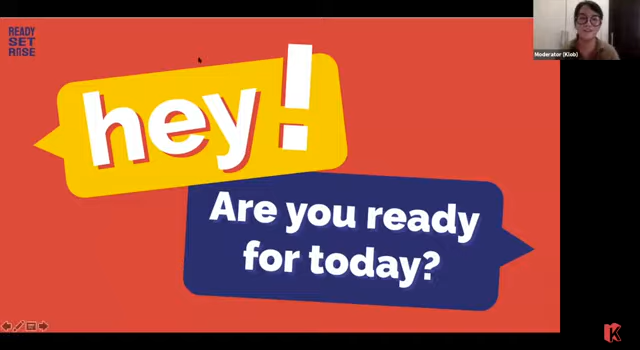 READY
SET
RISE
hey!
Are you ready
for today?
Moderator [Klob]
K